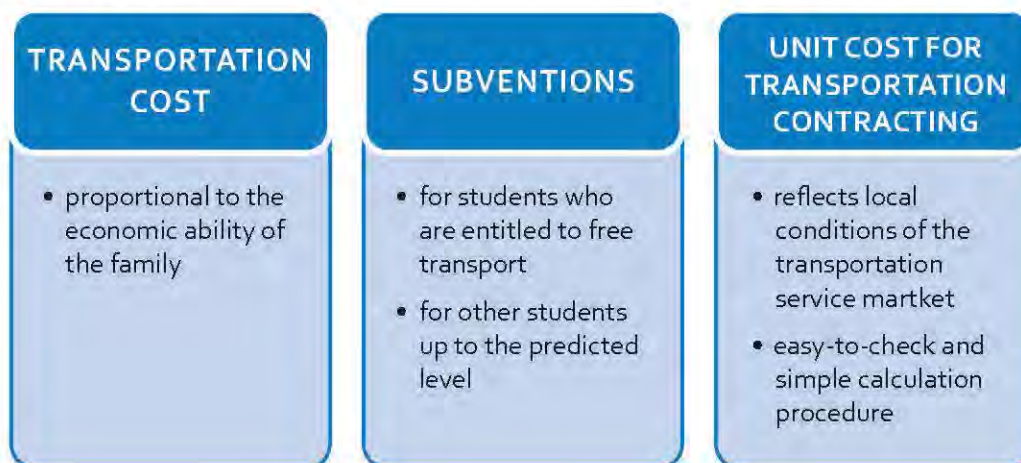 TRANSPORTATION
COST
• proportional to the
economic ability of
the family
SUBVENTIONS
• for students who
are entitled to free
transport
• for other students
up to the predicted
level
UNIT COST FOR
TRANSPORTATION
CONTRACTING
• reflects local
conditions of the
transportation
service martket
• easy-to-check and
simple calculation
procedure